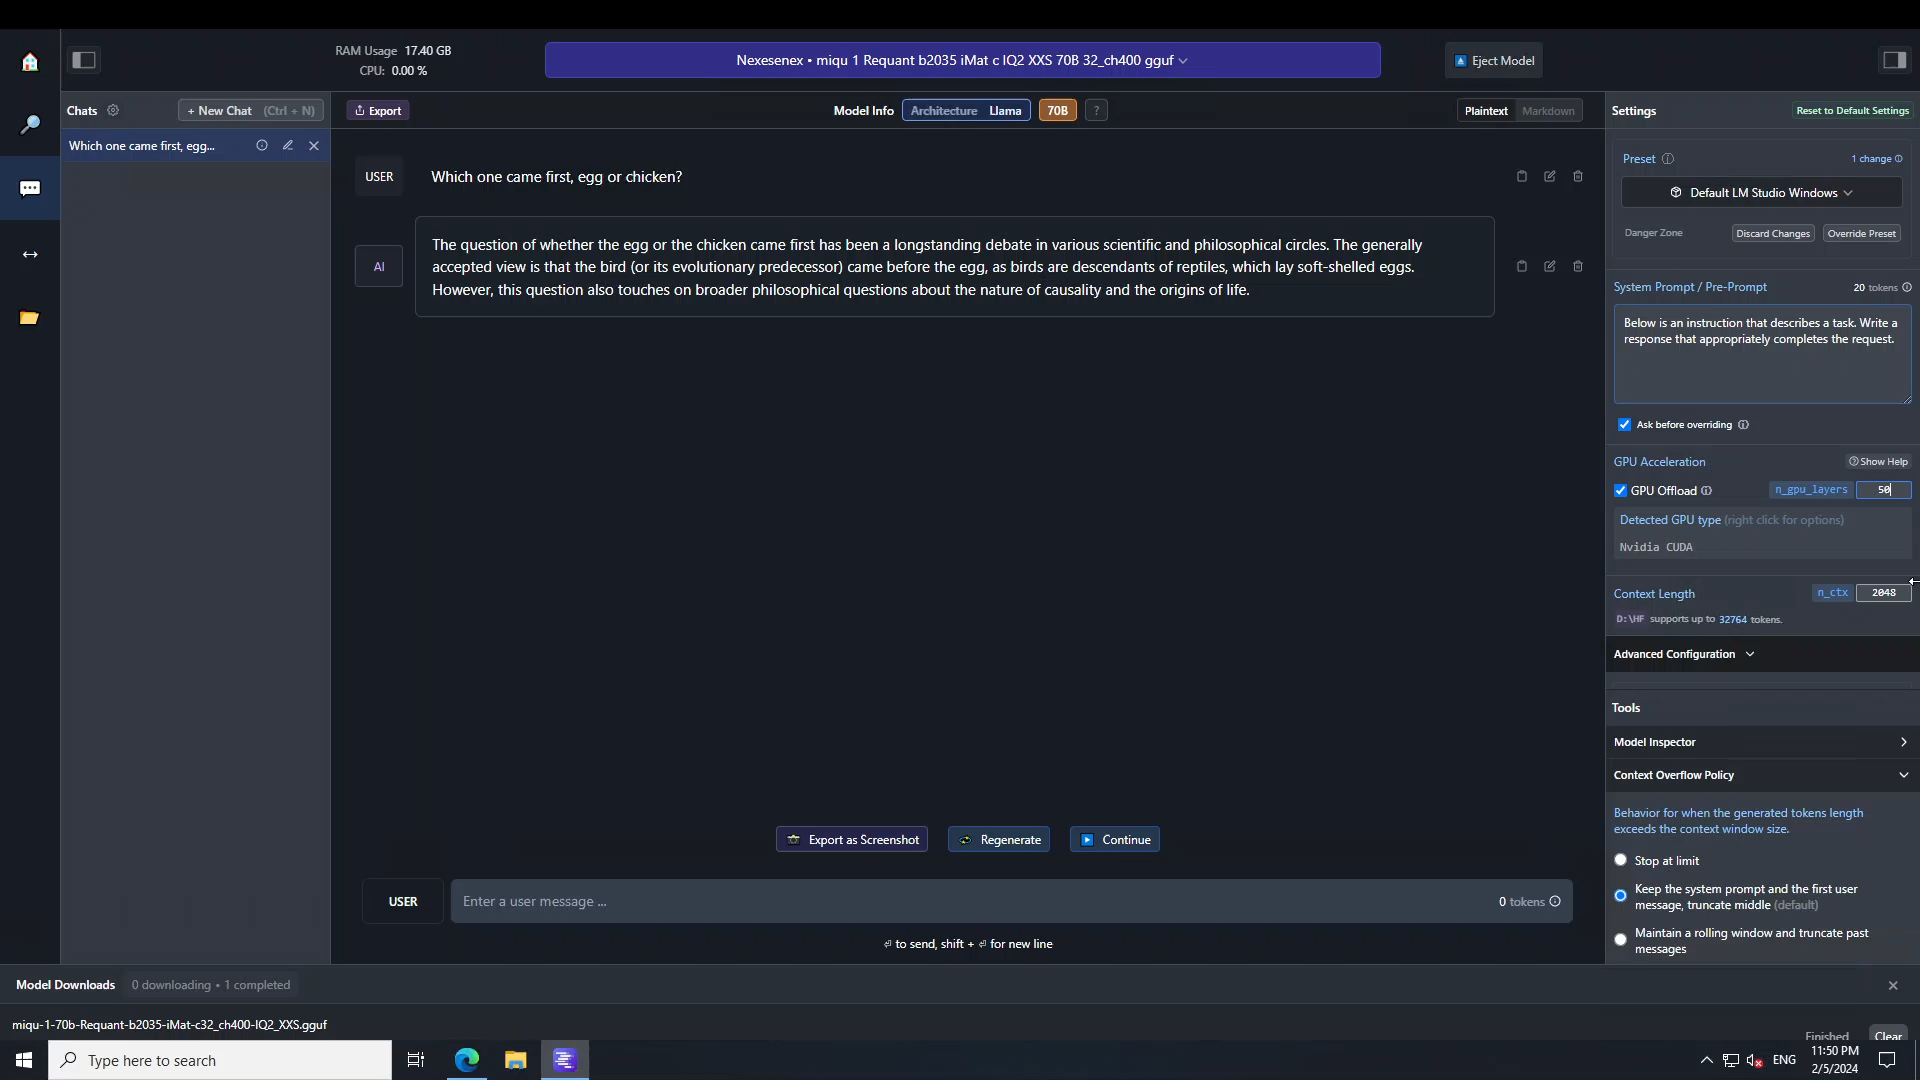 RAM Usage 17.40 GB
CPU: 0.00 %
Nexesenex • miqu 1 Requant b2035 iMat c IQ2 XXS 70B 32_ch400 gguf
Eject Model
Chats
+ New Chat (Ctrl + N)
Export
Model Info Architecture Llama 70B ?
Plaintext Markdown
Settings
Reset to Default Settings
Which one came first, egg...
Preset 1 change
Default LM Studio Windows
Danger Zone Discard Changes Override Preset
USER
Which one came first, egg or chicken?
AI
The question of whether the egg or the chicken came first has been a longstanding debate in various scientific and philosophical circles. The generally
accepted view is that the bird (or its evolutionary predecessor) came before the egg, as birds are descendants of reptiles, which lay soft-shelled eggs.
However, this question also touches on broader philosophical questions about the nature of causality and the origins of life.
System Prompt / Pre-Prompt 20 tokens
Below is an instruction that describes a task. Write a
response that appropriately completes the request.
Ask before overriding
GPU Acceleration Show Help
GPU Offload n_gpu_layers 50
Detected GPU type (right click for options)
Nvidia CUDA
Context Length n_ctx 2048
D:\HF supports up to 32764 tokens.
Advanced Configuration
Tools
Model Inspector
Context Overflow Policy
Behavior for when the generated tokens length
exceeds the context window size.
Stop at limit
Keep the system prompt and the first user
message, truncate middle (default)
Maintain a rolling window and truncate past
messages
Export as Screenshot Regenerate Continue
USER
Enter a user message ...
0 tokens
⏎ to send, shift + ⏎ for new line
Model Downloads 0 downloading • 1 completed
miqu-1-70b-Requant-b2035-iMat-c32_ch400-IQ2_XXS.gguf
Finished Clear
Type here to search
ENG
11:50 PM
2/5/2024